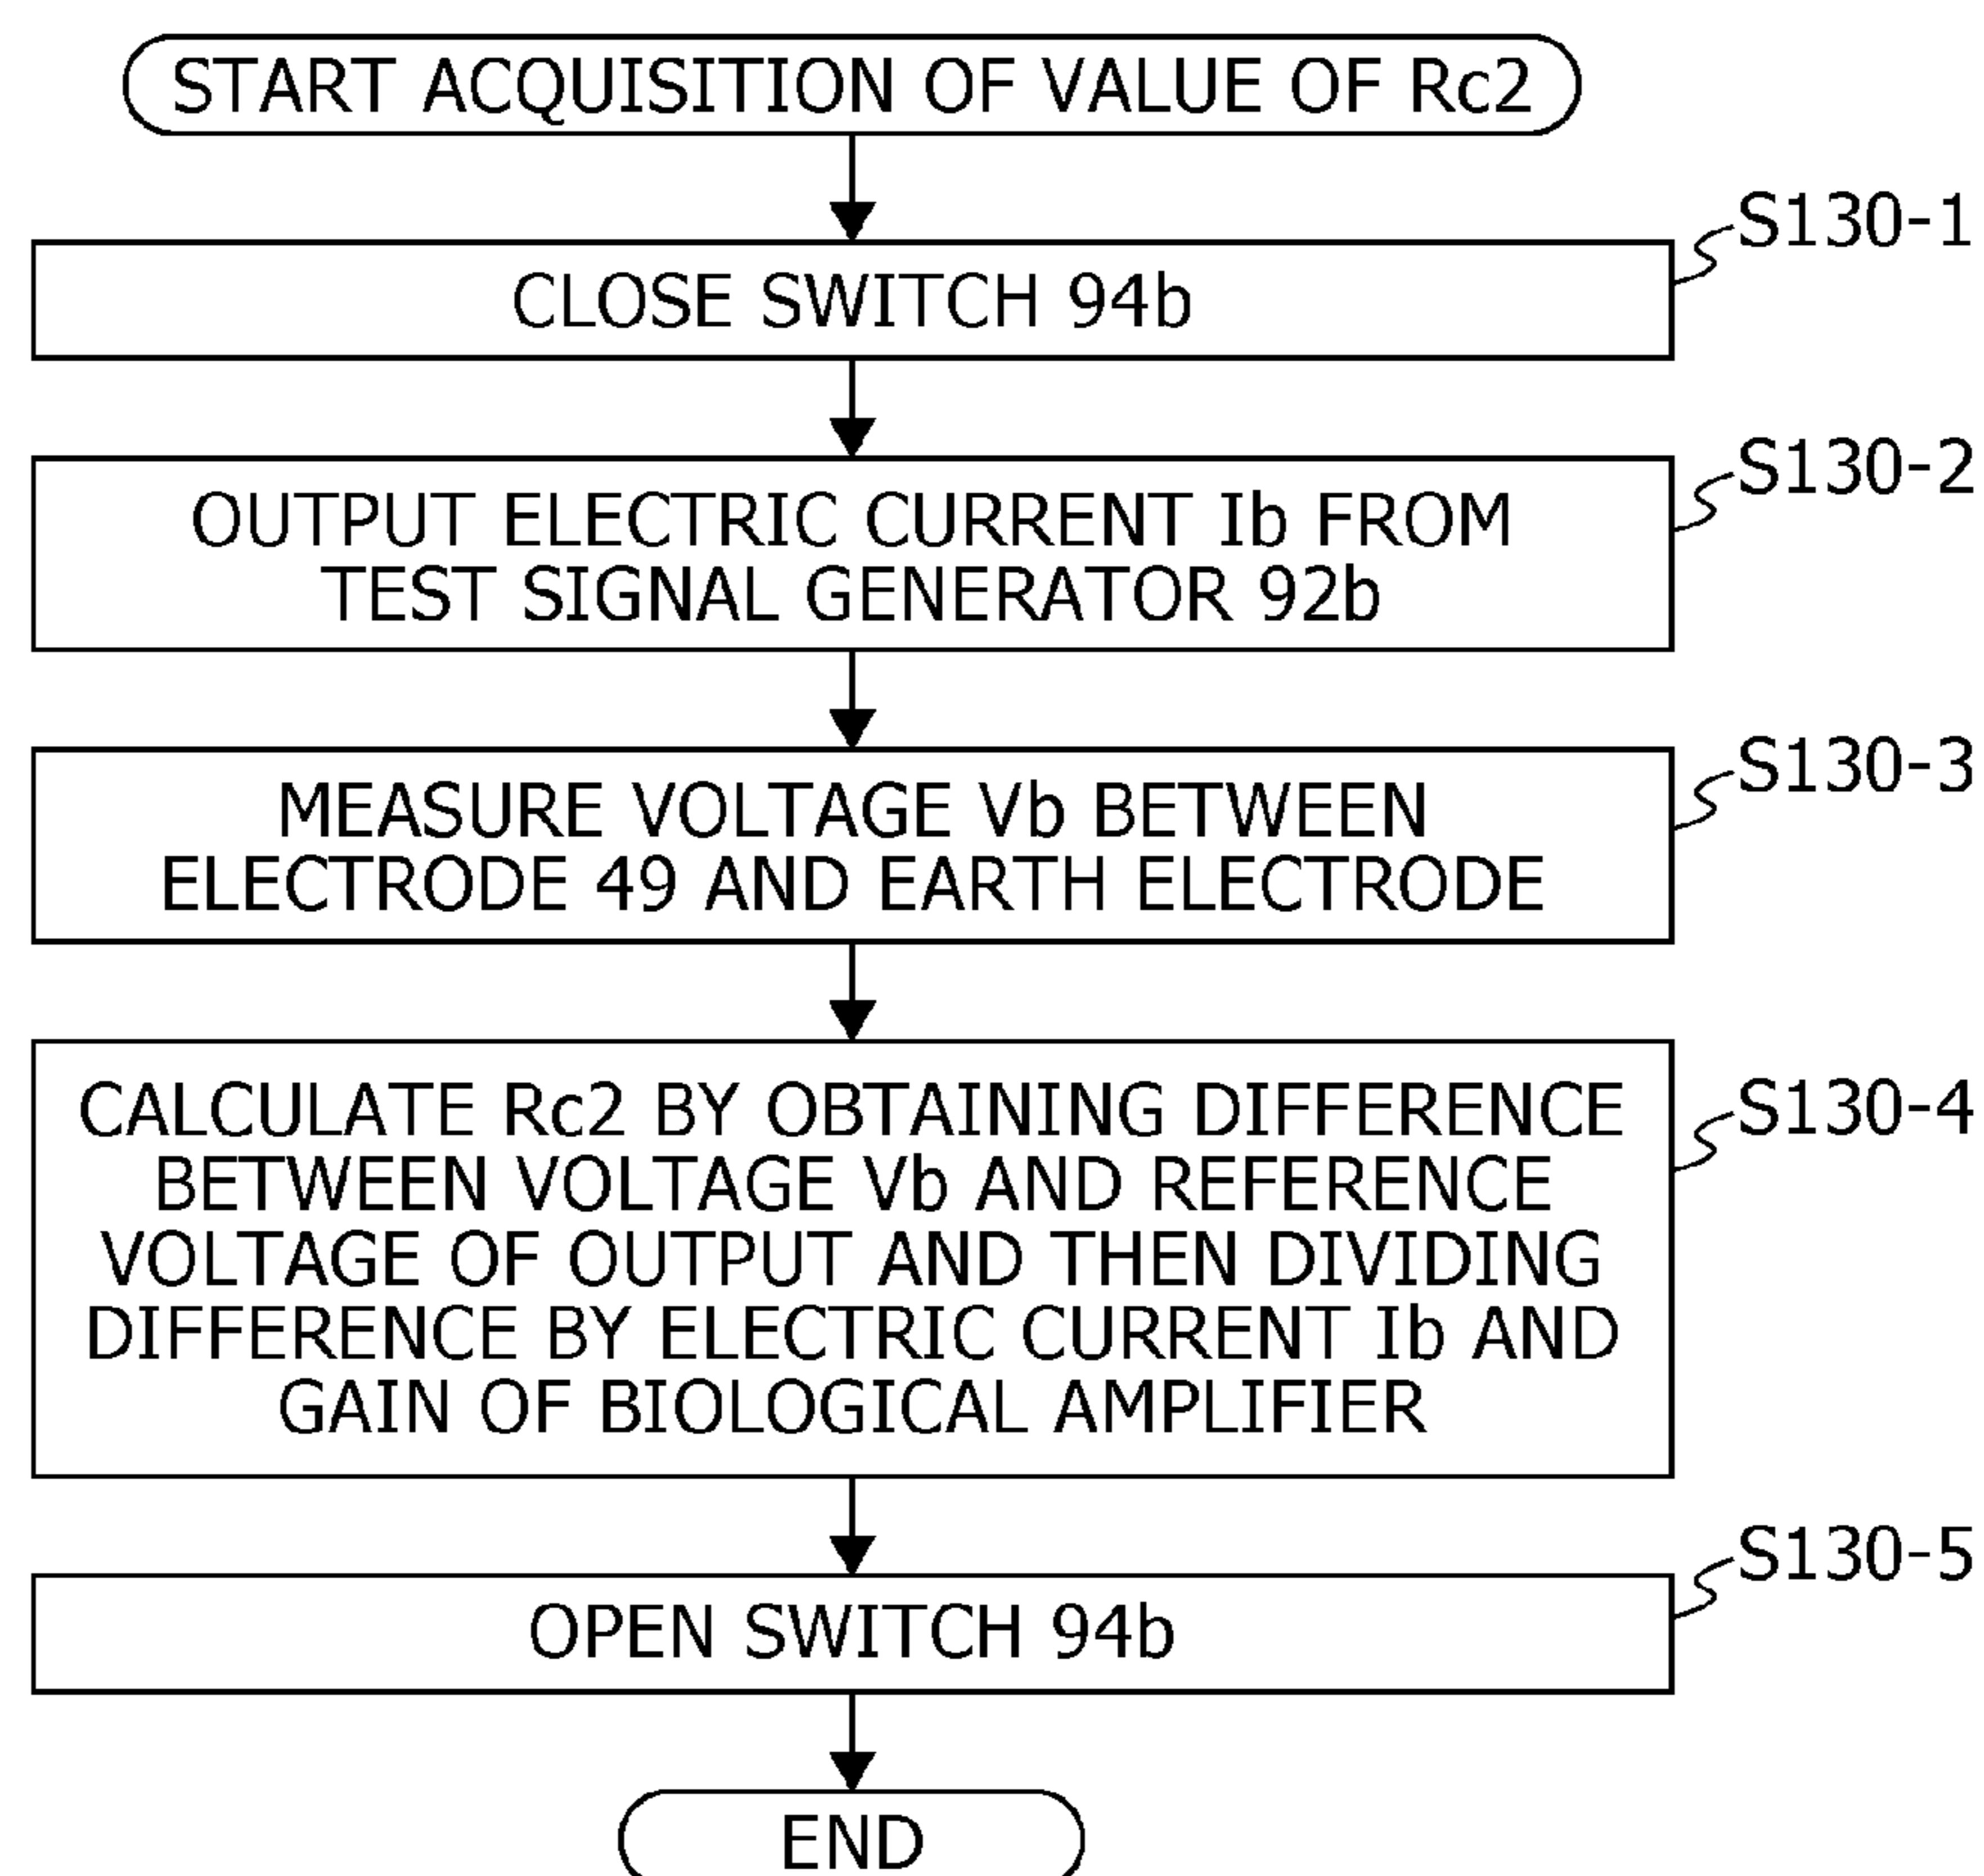 START ACQUISITION OF VALUE OF Rc2
S130-1
CLOSE SWITCH 94b
S130-2
OUTPUT ELECTRIC CURRENT Ib FROM
TEST SIGNAL GENERATOR 92b
S130-3
MEASURE VOLTAGE Vb BETWEEN
ELECTRODE 49 AND EARTH ELECTRODE
S130-4
CALCULATE Rc2 BY OBTAINING DIFFERENCE
BETWEEN VOLTAGE Vb AND REFERENCE
VOLTAGE OF OUTPUT AND THEN DIVIDING
DIFFERENCE BY ELECTRIC CURRENT Ib AND
GAIN OF BIOLOGICAL AMPLIFIER
S130-5
OPEN SWITCH 94b
END